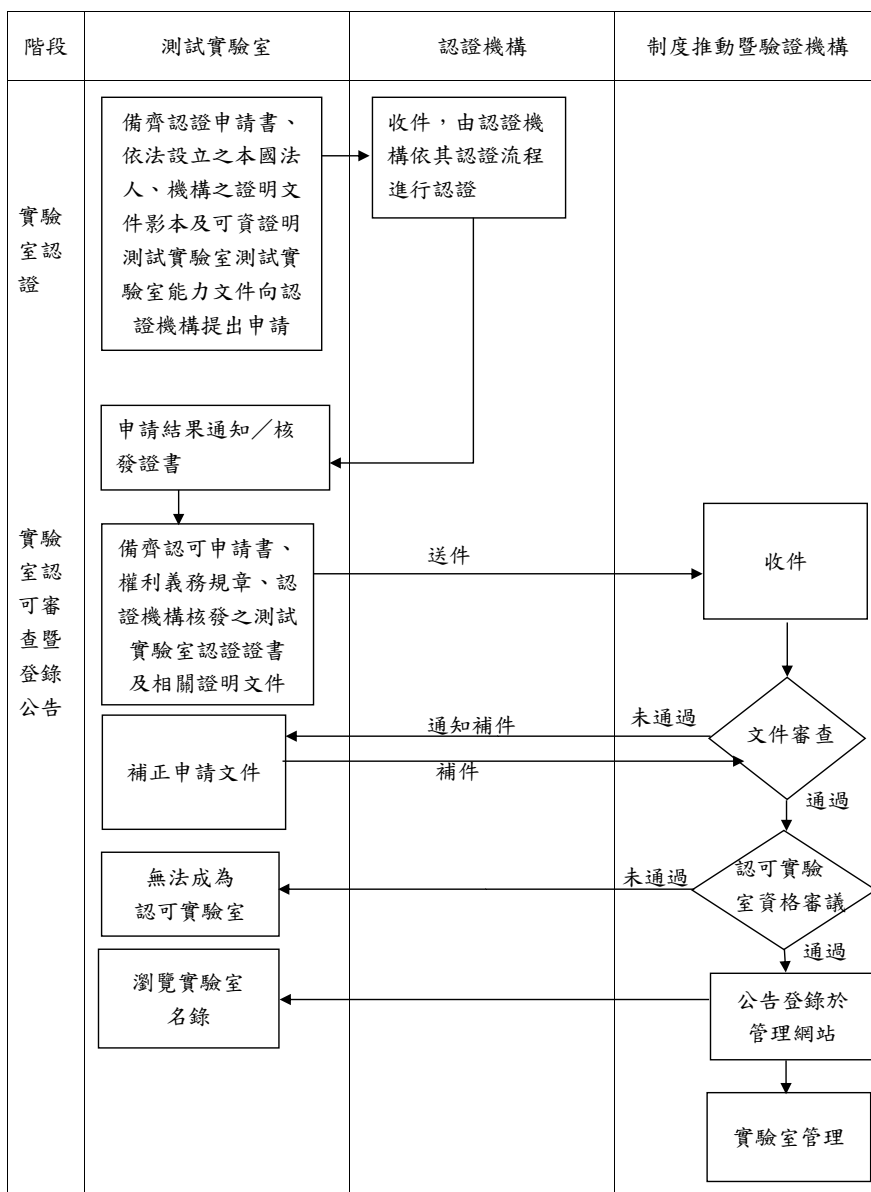 階段
測試實驗室
認證機構
制度推動暨驗證機構
實驗
室認
證
備齊認證申請書、
依法設立之本國法
人、機構之證明文
件影本及可資證明
測試實驗室測試實
驗室能力文件向認
證機構提出申請
收件，由認證機
構依其認證流程
進行認證
申請結果通知／核
發證書
實驗
室認
可審
查暨
登錄
公告
備齊認可申請書、
權利義務規章、認
證機構核發之測試
實驗室認證證書
及相關證明文件
送件
收件
文件審查
未通過
通知補件
補正申請文件
補件
通過
認可實驗
室資格審議
未通過
無法成為
認可實驗室
通過
公告登錄於
管理網站
瀏覽實驗室
名錄
實驗室管理